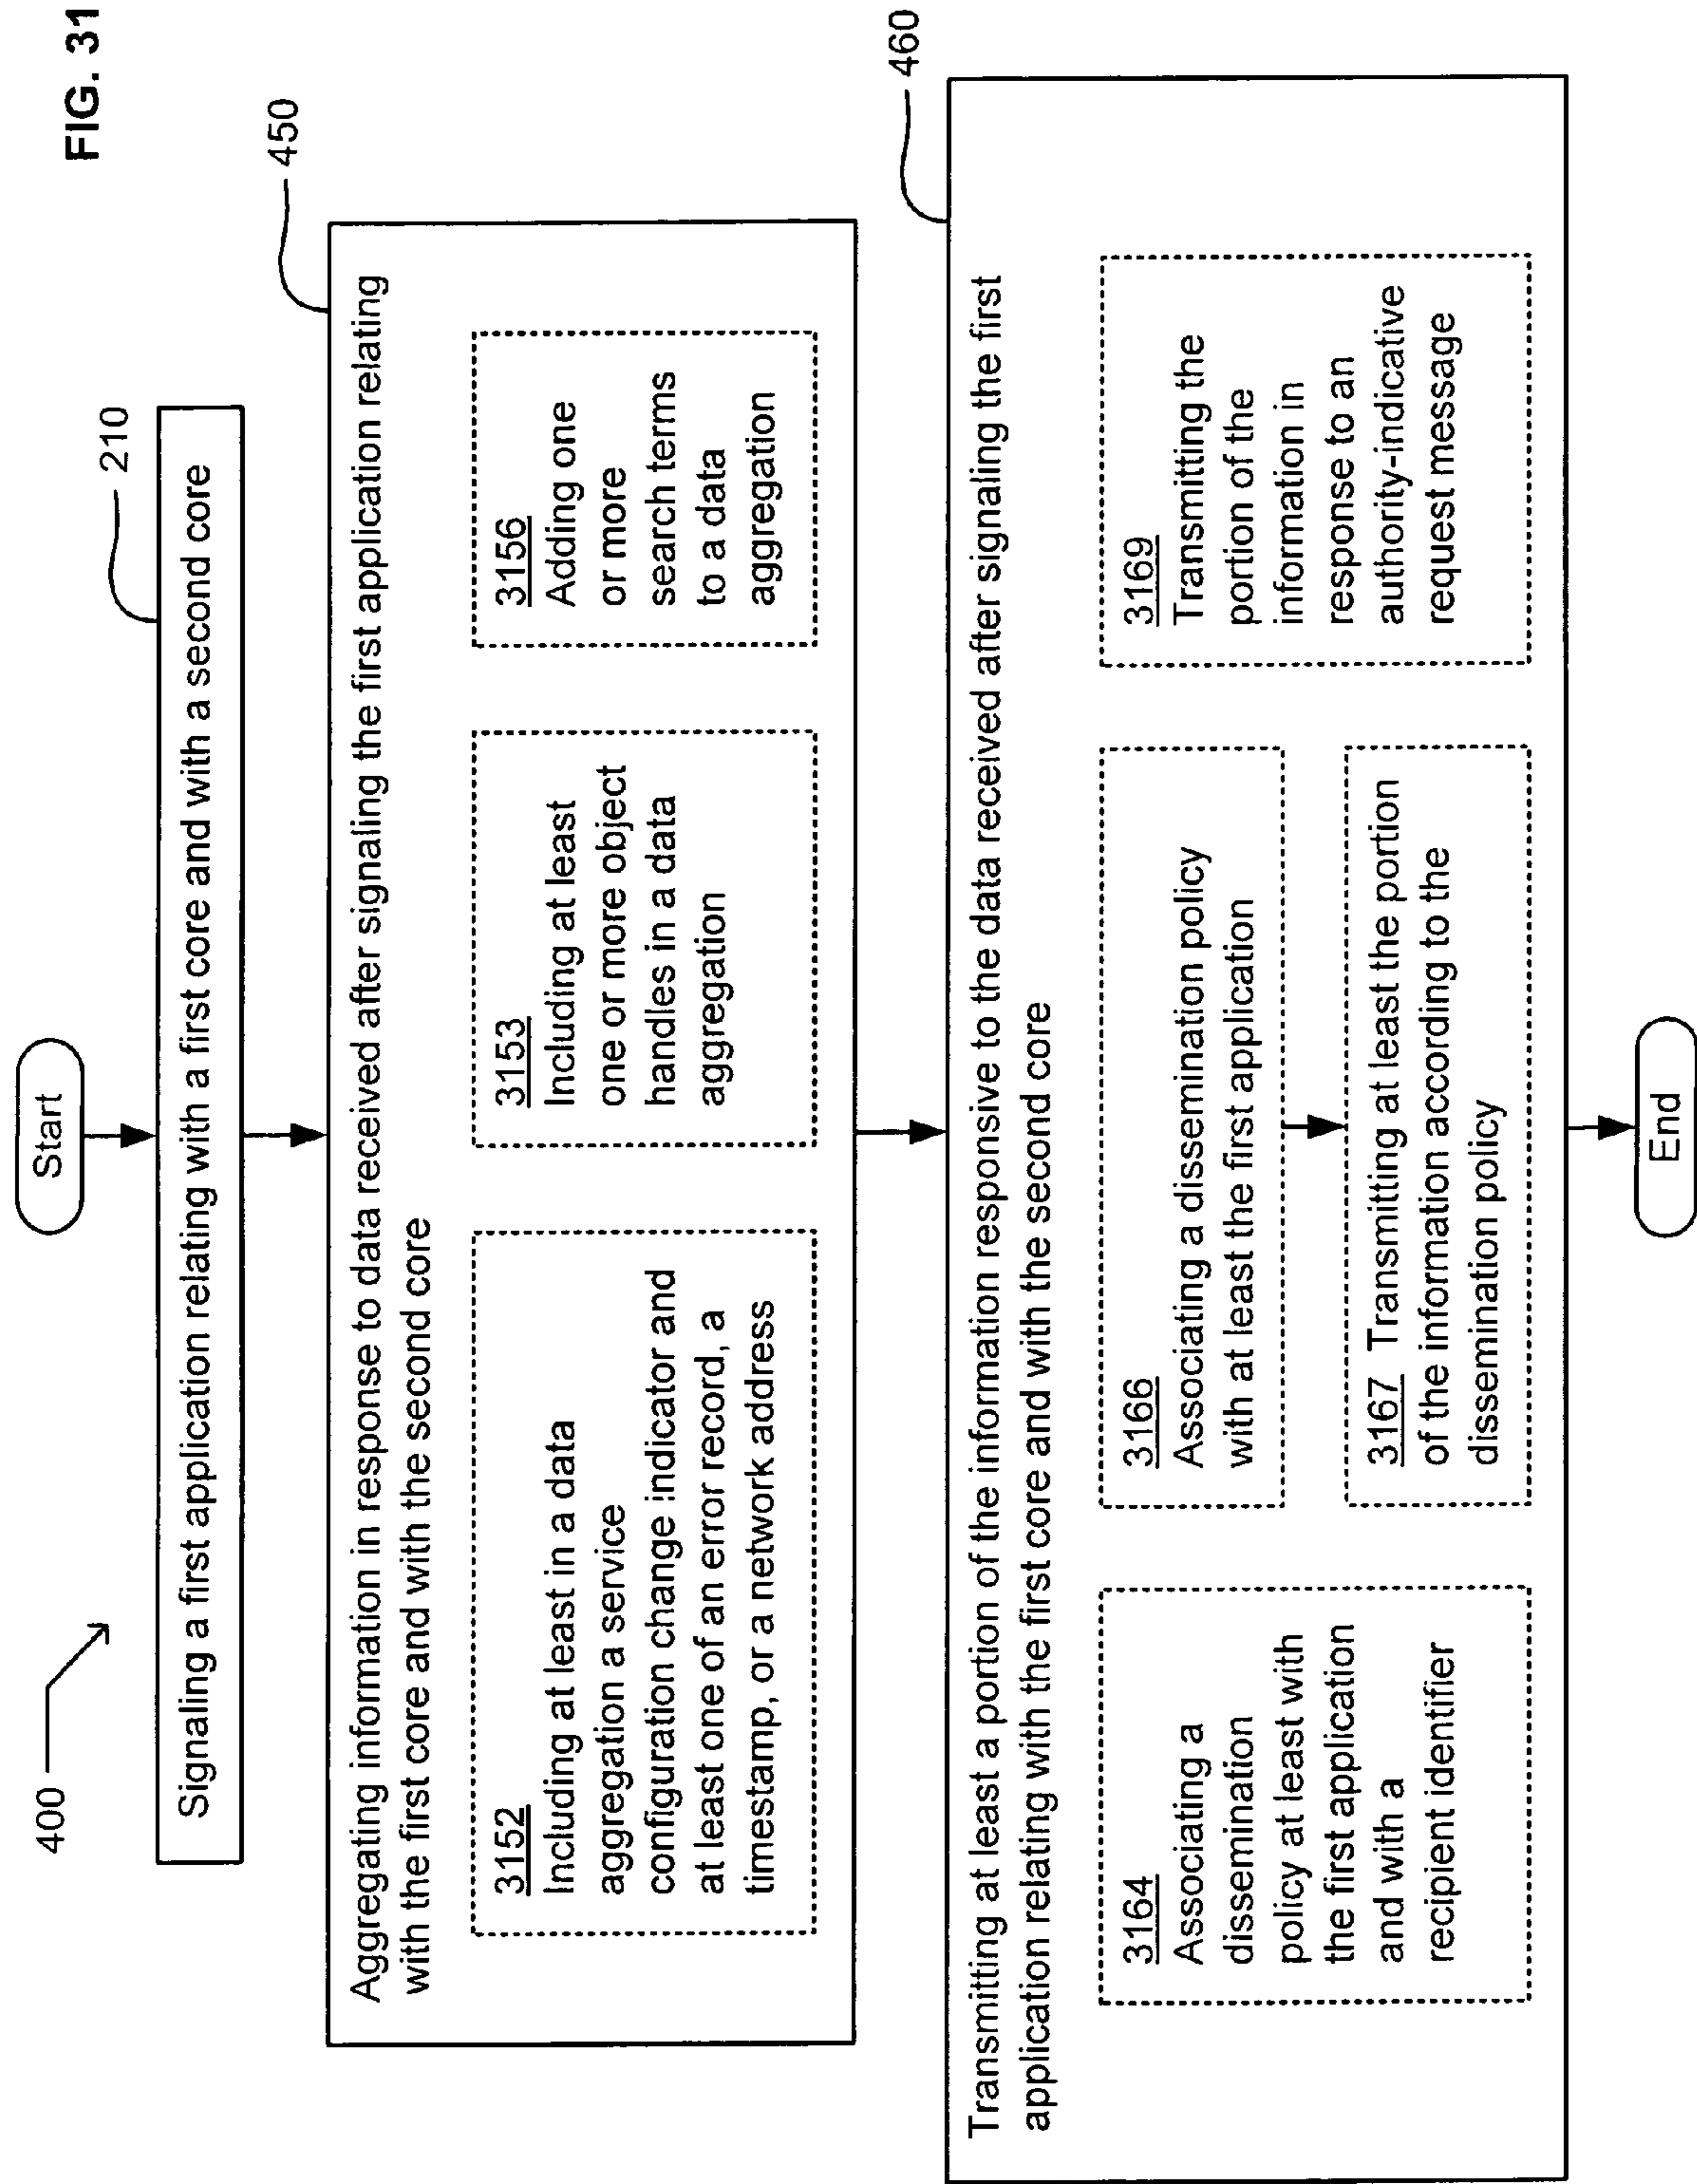 FIG. 31
400
Start
210
Signaling a first application relating with a first core and with a second core
450
Aggregating information in response to data received after signaling the first application relating
with the first core and with the second core
3152
Including at least in a data
aggregation a service
configuration change indicator and
at least one of an error record, a
timestamp, or a network address
3153
Including at least
one or more object
handles in a data
aggregation
3156
Adding one
or more
search terms
to a data
aggregation
460
Transmitting at least a portion of the information responsive to the data received after signaling the first
application relating with the first core and with the second core
3164
Associating a
dissemination
policy at least with
the first application
and with a
recipient identifier
3166
Associating a dissemination policy
with at least the first application
3167 Transmitting at least the portion
of the information according to the
dissemination policy
3169
Transmitting the
portion of the
information in
response to an
authority-indicative
request message
End